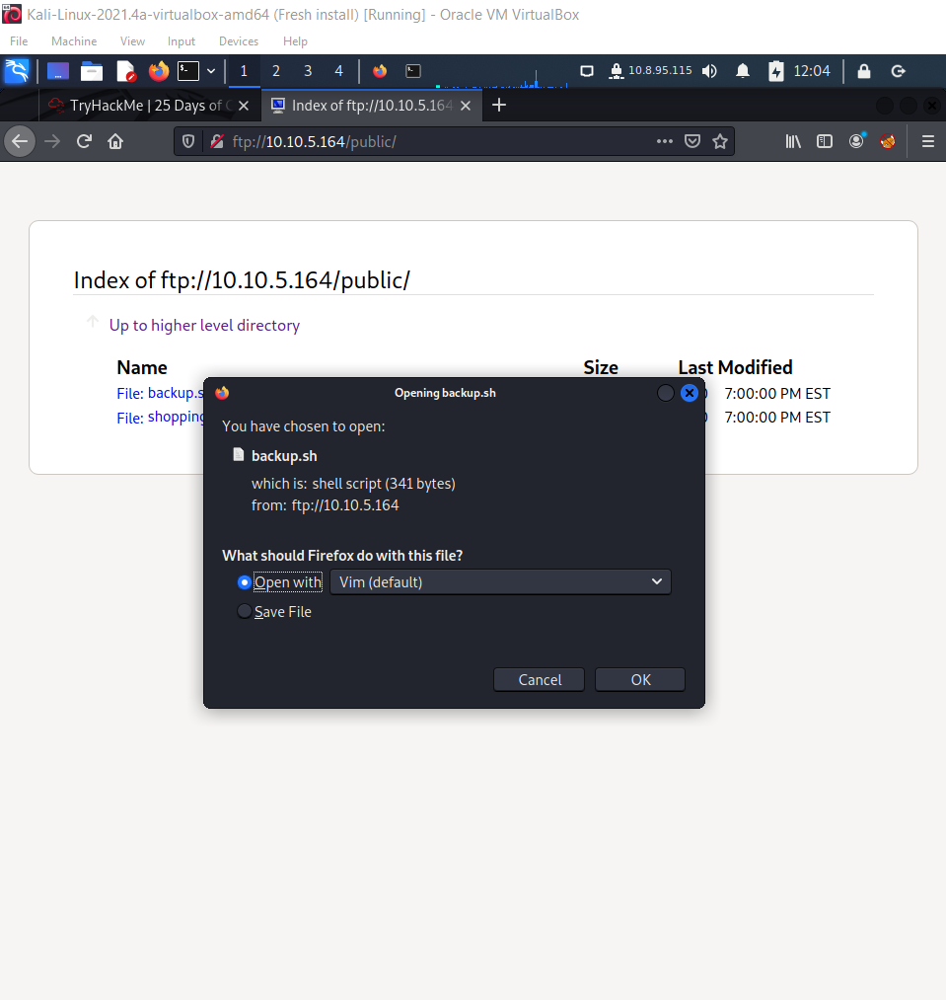 Kali-Linux-2021.4a-virtualbox-amd64 (Fresh install) [Running] - Oracle VM VirtualBox
File Machine View Input Devices Help
1 2 3 4 10.8.95.115 12:04
TryHackMe | 25 Days of C Index of ftp://10.10.5.164
ftp://10.10.5.164/public/
Index of ftp://10.10.5.164/public/
Up to higher level directory
Name Size Last Modified
File: backup.s 7:00:00 PM EST
File: shopping 7:00:00 PM EST
Opening backup.sh
You have chosen to open:
backup.sh
which is: shell script (341 bytes)
from: ftp://10.10.5.164
What should Firefox do with this file?
Open with Vim (default)
Save File
Cancel OK